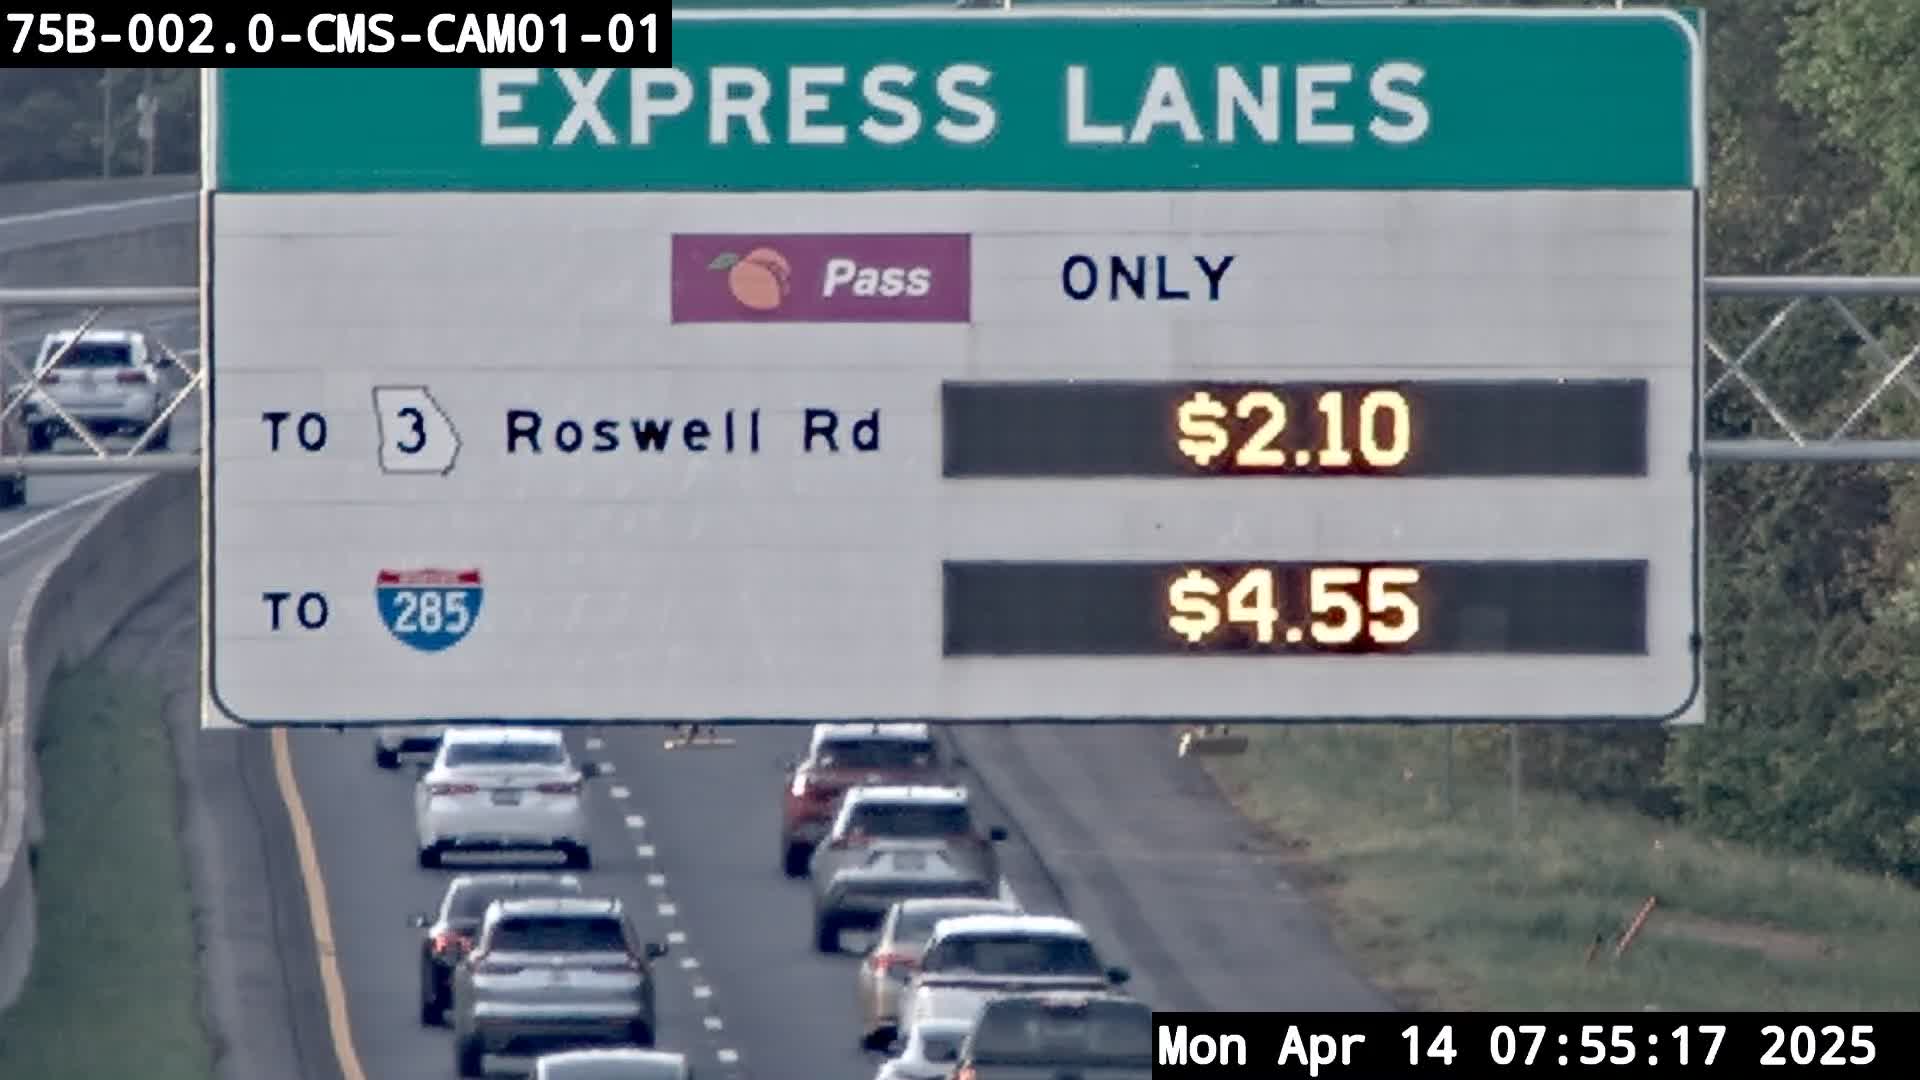 75B-002.0-CMS-CAM01-01
EXPRESS LANES
Pass ONLY
TO 3 Roswell Rd $2.10
TO 285 $4.55
Mon Apr 14 07:55:17 2025